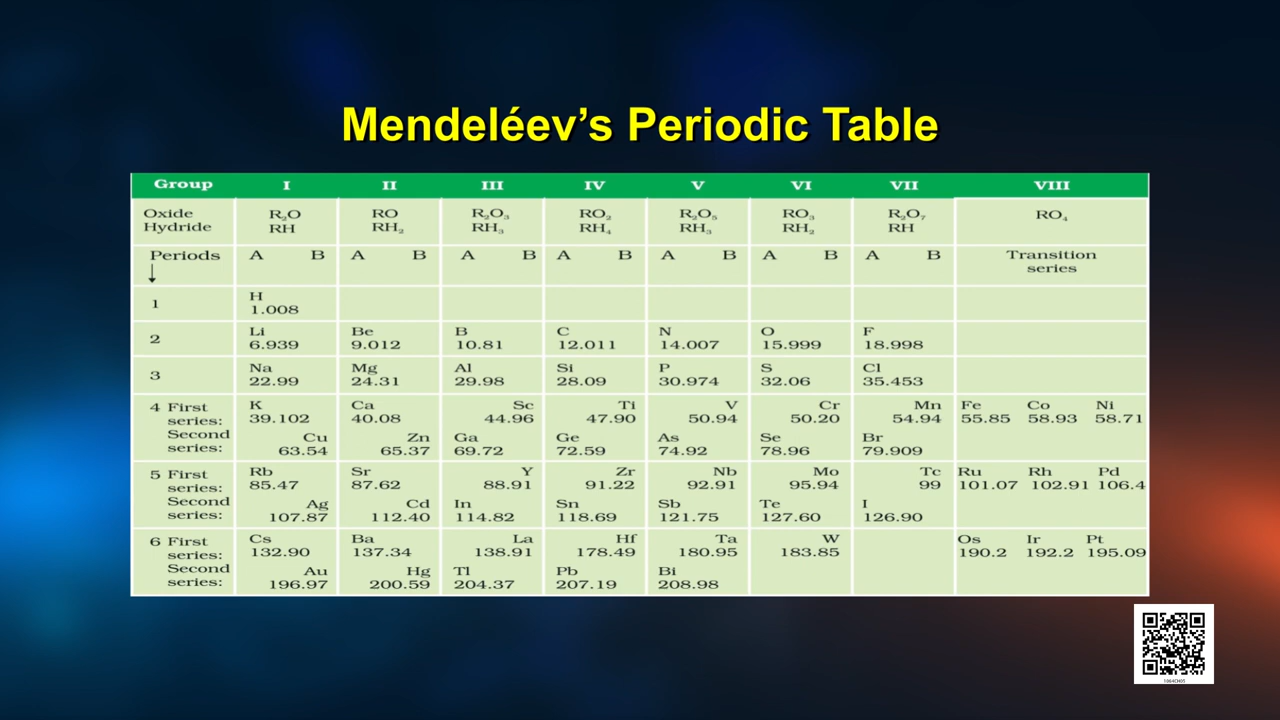 Mendeléev's Periodic Table
Group I II III IV V VI VII VIII
Oxide R₂O RO R₂O₃ RO₂ R₂O₅ RO₃ R₂O₇ RO₄
Hydride RH RH₂ RH₃ RH₄ RH₃ RH₂ RH
Periods A B A B A B A B A B A B A B Transition
↓ series
1 H
1.008
2 Li Be B C N O F
6.939 9.012 10.81 12.011 14.007 15.999 18.998
3 Na Mg Al Si P S Cl
22.99 24.31 29.98 28.09 30.974 32.06 35.453
4 First K Ca Sc Ti V Cr Mn Fe Co Ni
series: 39.102 40.08 44.96 47.90 50.94 50.20 54.94 55.85 58.93 58.71
Second Cu Zn Ga Ge As Se Br
series: 63.54 65.37 69.72 72.59 74.92 78.96 79.909
5 First Rb Sr Y Zr Nb Mo Tc Ru Rh Pd
series: 85.47 87.62 88.91 91.22 92.91 95.94 99 101.07 102.91 106.4
Second Ag Cd In Sn Sb Te I
series: 107.87 112.40 114.82 118.69 121.75 127.60 126.90
6 First Cs Ba La Hf Ta W Os Ir Pt
series: 132.90 137.34 138.91 178.49 180.95 183.85 190.2 192.2 195.09
Second Au Hg Tl Pb Bi
series: 196.97 200.59 204.37 207.19 208.98
1064CH05